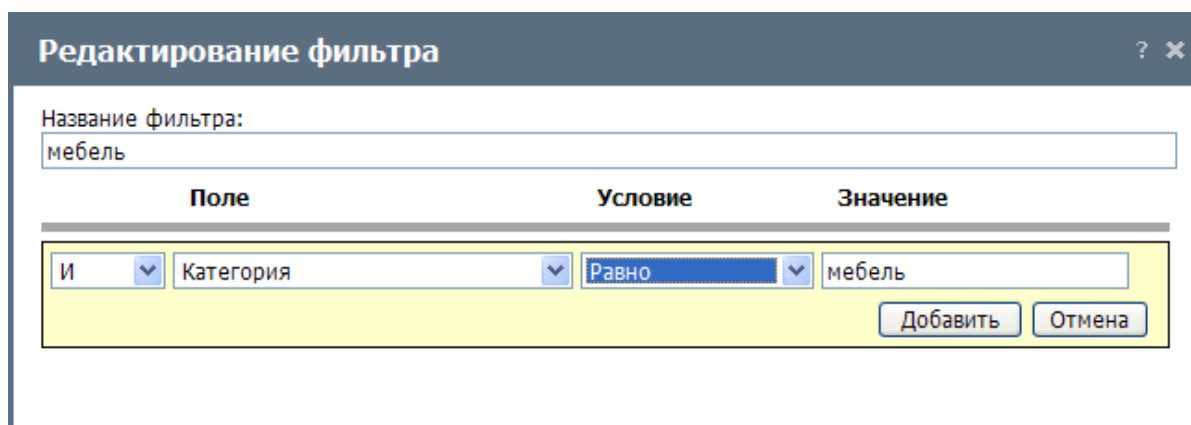 Редактирование фильтра ? ×
Название фильтра:
мебель
Поле Условие Значение
И Категория Равно мебель
Добавить Отмена